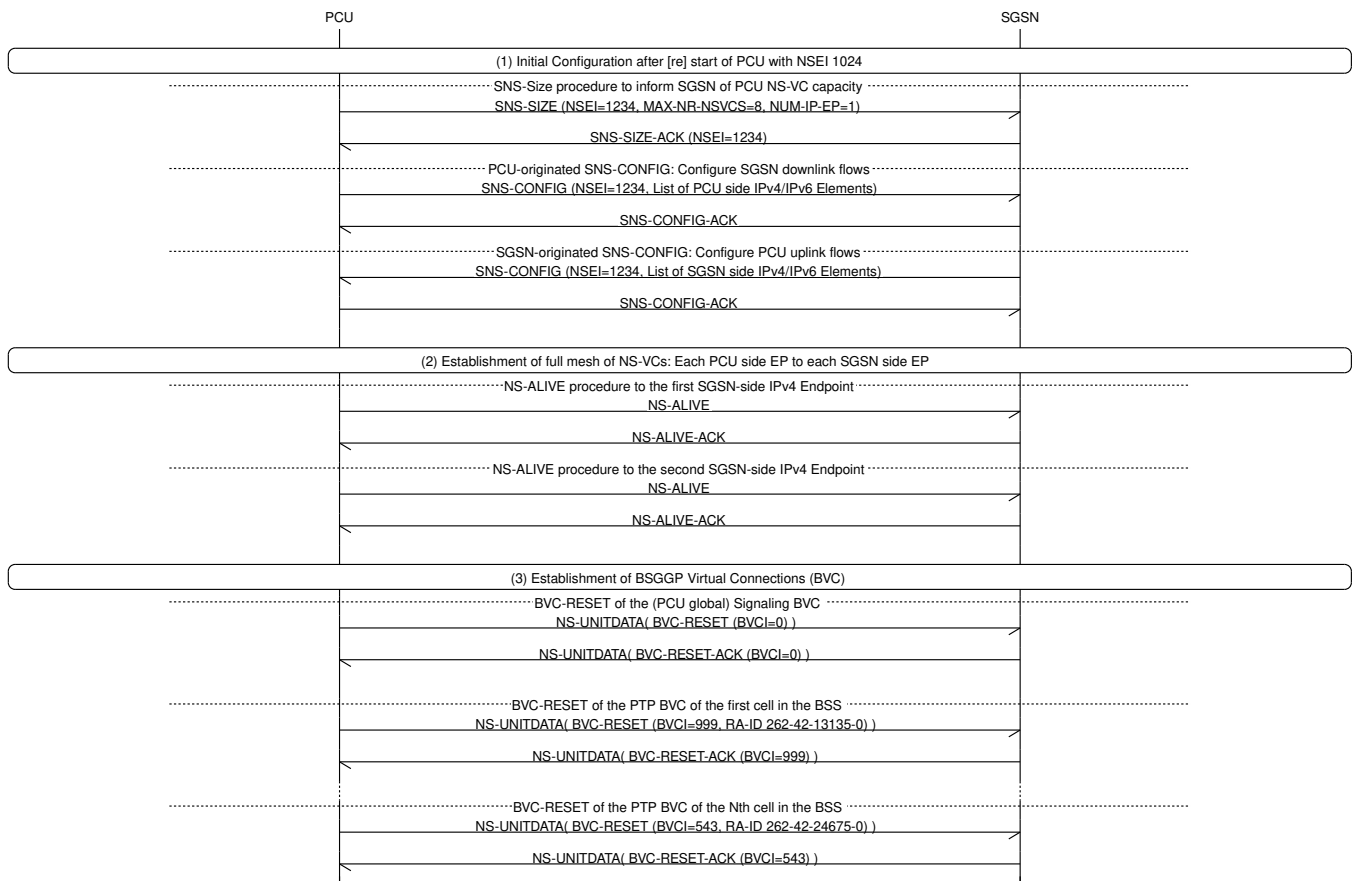 PCU SGSN
(1) Initial Configuration after [re] start of PCU with NSEI 1024
SNS-Size procedure to inform SGSN of PCU NS-VC capacity
SNS-SIZE (NSEI=1234, MAX-NR-NSVCS=8, NUM-IP-EP=1)
SNS-SIZE-ACK (NSEI=1234)
PCU-originated SNS-CONFIG: Configure SGSN downlink flows
SNS-CONFIG (NSEI=1234, List of PCU side IPv4/IPv6 Elements)
SNS-CONFIG-ACK
SGSN-originated SNS-CONFIG: Configure PCU uplink flows
SNS-CONFIG (NSEI=1234, List of SGSN side IPv4/IPv6 Elements)
SNS-CONFIG-ACK
(2) Establishment of full mesh of NS-VCs: Each PCU side EP to each SGSN side EP
NS-ALIVE procedure to the first SGSN-side IPv4 Endpoint
NS-ALIVE
NS-ALIVE-ACK
NS-ALIVE procedure to the second SGSN-side IPv4 Endpoint
NS-ALIVE
NS-ALIVE-ACK
(3) Establishment of BSGGP Virtual Connections (BVC)
BVC-RESET of the (PCU global) Signaling BVC
NS-UNITDATA( BVC-RESET (BVCI=0) )
NS-UNITDATA( BVC-RESET-ACK (BVCI=0) )
BVC-RESET of the PTP BVC of the first cell in the BSS
NS-UNITDATA( BVC-RESET (BVCI=999, RA-ID 262-42-13135-0) )
NS-UNITDATA( BVC-RESET-ACK (BVCI=999) )
BVC-RESET of the PTP BVC of the Nth cell in the BSS
NS-UNITDATA( BVC-RESET (BVCI=543, RA-ID 262-42-24675-0) )
NS-UNITDATA( BVC-RESET-ACK (BVCI=543) )